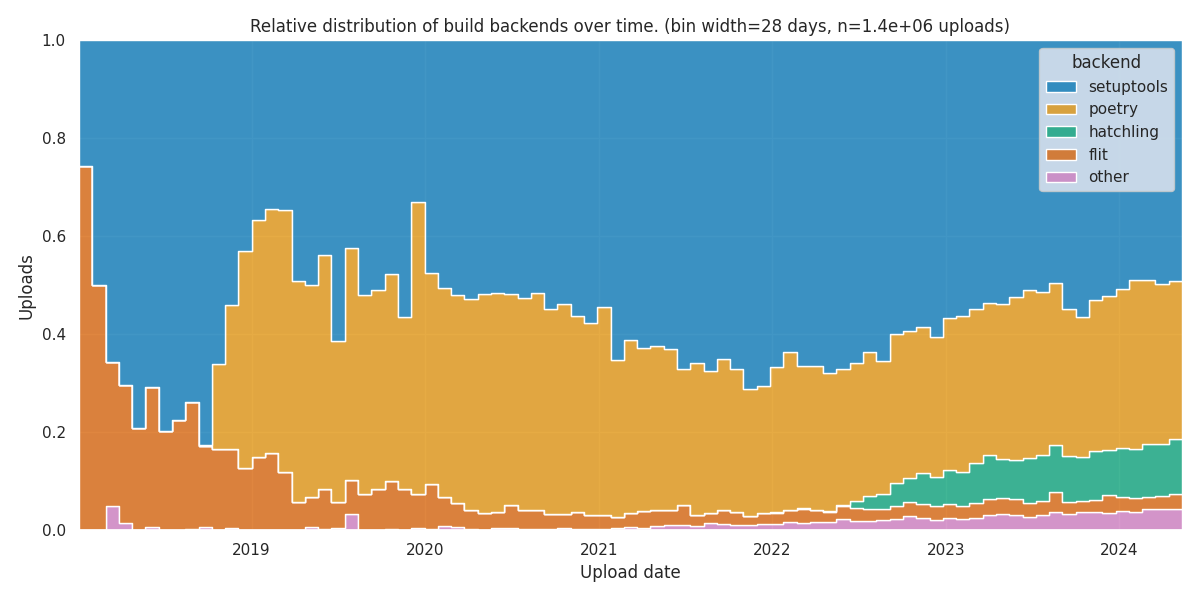 Relative distribution of build backends over time. (bin width=28 days, n=1.4e+06 uploads)
1.0
0.8
0.6
0.4
0.2
0.0
Uploads
backend
setuptools
poetry
hatchling
flit
other
2019
2020
2021
2022
2023
2024
Upload date